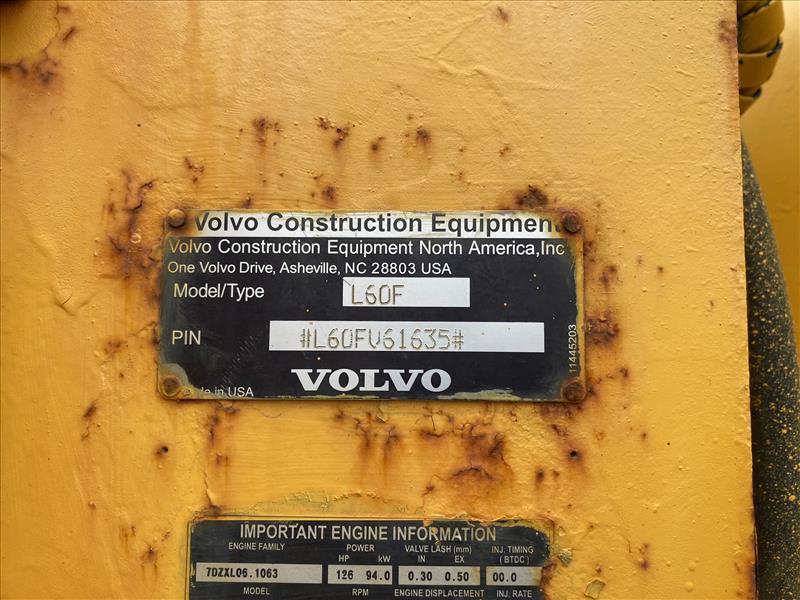 Volvo Construction Equipment
Volvo Construction Equipment North America, Inc
One Volvo Drive, Asheville, NC 28803 USA
Model/Type L60F
PIN #L60FV61635#
11445203
VOLVO
in USA
IMPORTANT ENGINE INFORMATION
ENGINE FAMILY POWER VALVE LASH (mm) INJ. TIMING
HP kW IN EX (BTDC)
7DZXL06.1063 126 94.0 0.30 0.50 00.0
MODEL RPM ENGINE DISPLACEMENT INJ. RATE